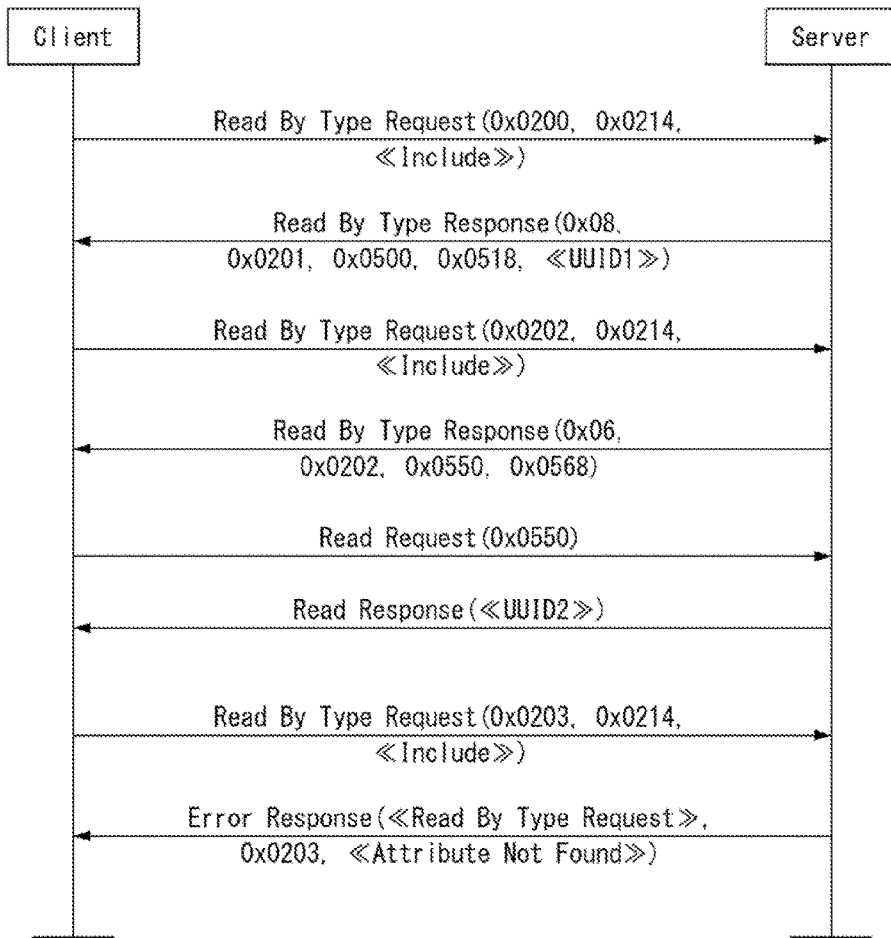 Client
Server
Read By Type Request(0x0200, 0x0214,
≪Include≫)
Read By Type Response(0x08,
0x0201, 0x0500, 0x0518, ≪UUID1≫)
Read By Type Request(0x0202, 0x0214,
≪Include≫)
Read By Type Response(0x06,
0x0202, 0x0550, 0x0568)
Read Request(0x0550)
Read Response(≪UUID2≫)
Read By Type Request(0x0203, 0x0214,
≪Include≫)
Error Response(≪Read By Type Request≫,
0x0203, ≪Attribute Not Found≫)